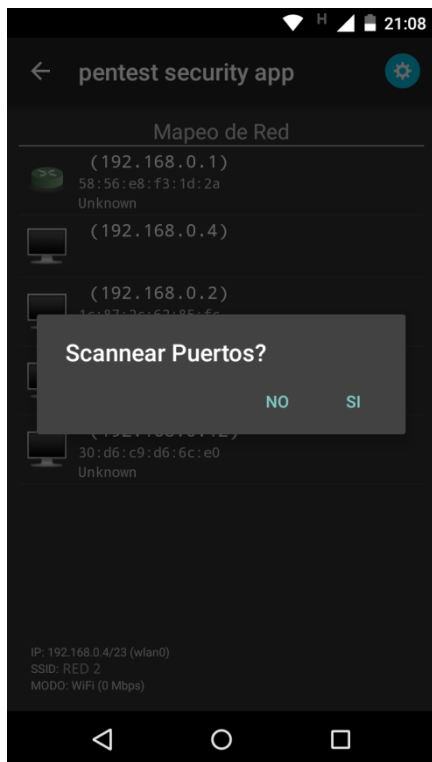 H 21:08
pentest security app
Mapeo de Red
(192.168.0.1)
58:56:e8:f3:1d:2a
Unknown
(192.168.0.4)
(192.168.0.2)
Scannear Puertos?
NO SI
30:d6:c9:d6:6c:e0
Unknown
IP: 192.168.0.4/23 (wlan0)
SSID: RED 2
MODO: WiFi (0 Mbps)